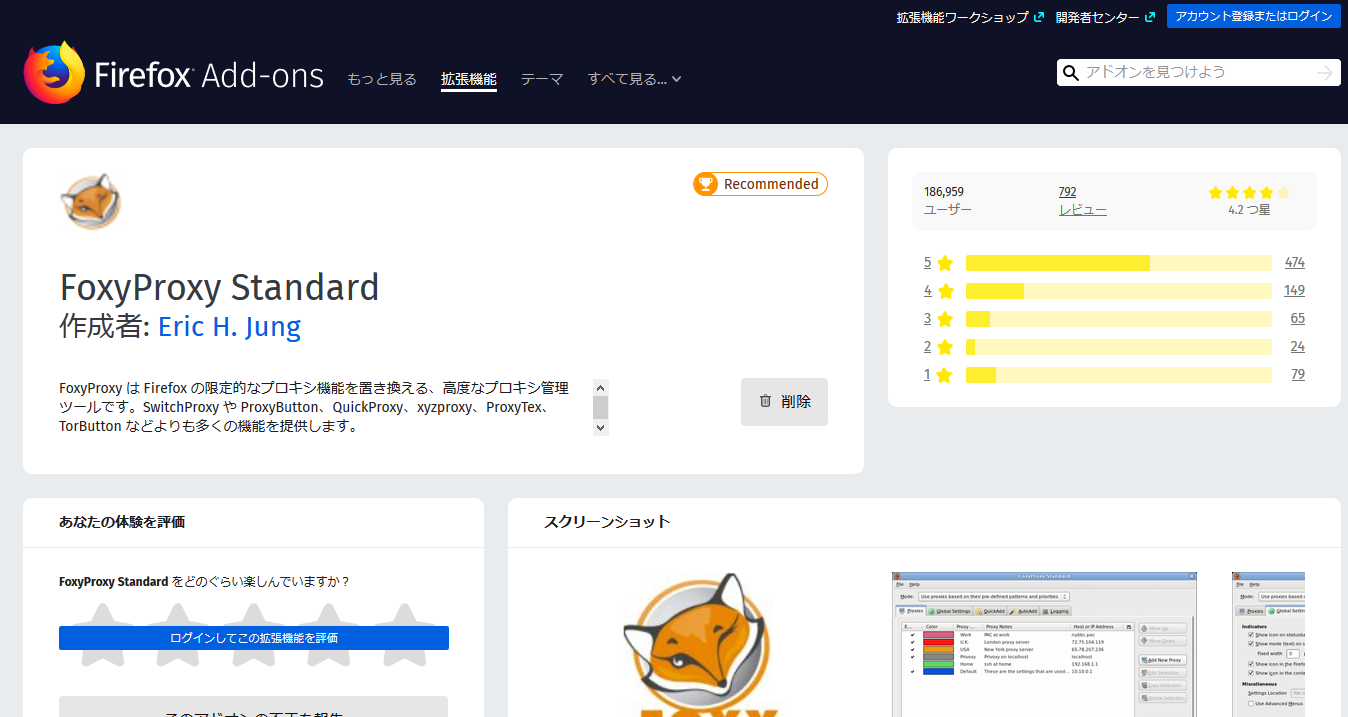 拡張機能ワークショップ 開発者センター アカウント登録またはログイン
Firefox Add-ons もっと見る 拡張機能 テーマ すべて見る... アドオンを見つけよう
Recommended
FoxyProxy Standard
作成者: Eric H. Jung
FoxyProxy は Firefox の限定的なプロキシ機能を置き換える、高度なプロキシ管理
ツールです。SwitchProxy や ProxyButton、QuickProxy、xyzproxy、ProxyTex、
TorButton などよりも多くの機能を提供します。
削除
186,959 792
ユーザー レビュー 4.2 つ星
5 474
4 149
3 65
2 24
1 79
あなたの体験を評価
FoxyProxy Standard をどのぐらい楽しんでいますか？
ログインしてこの拡張機能を評価
このアドオンの不正を報告
スクリーンショット
FOXY
FoxyProxy Standard
File Help
Mode: Use proxies based on their pre-defined patterns and priorities
Proxies Global Settings QuickAdd AutoAdd Logging
E... Color Proxy ... Proxy Notes Host or IP Address
Work PAC at work nybbc.pac
U.K. London proxy server 72.75.104.119
USA New York proxy server 65.78.207.236
Privoxy Privoxy on localhost localhost
Home ssh at home 192.168.1.1
Default These are the settings that are used... 10.10.0.1
Move Up
Move Down
Add New Proxy
Edit Selection
Copy Selection
Delete Selection
File Help
Mode: Use proxies based o
Proxies Global Settin
Indicators
Show icon on statusba
Show mode (text) on s
Fixed width 0
Show icon in the Firefo
Show icon in the conte
Miscellaneous
Settings Location
Use Advanced Menus